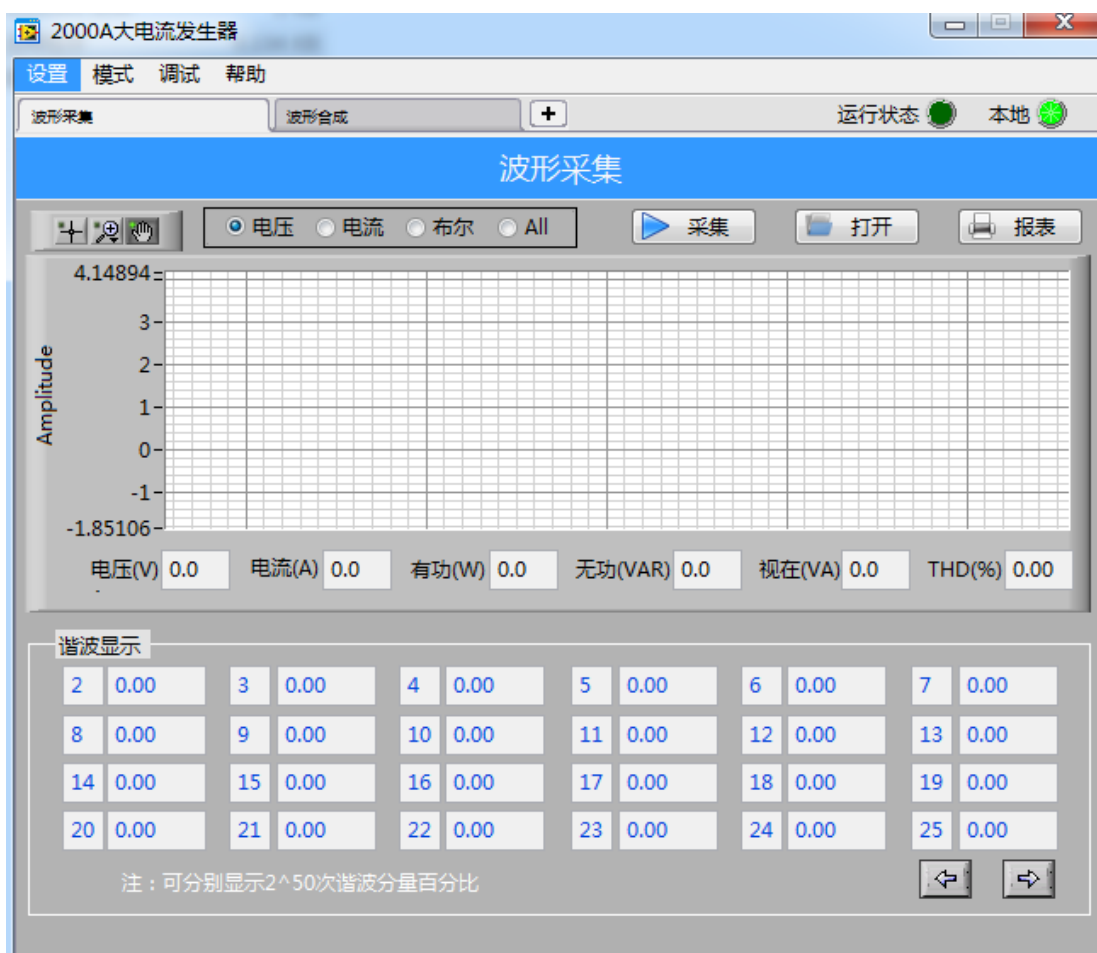 2000A大电流发生器
设置 模式 调试 帮助
波形采集 波形合成 运行状态 本地
波形采集
电压 电流 布尔 All 采集 打开 报表
4.14894
3
2
1
0
-1
-1.85106
Amplitude
电压(V) 0.0 电流(A) 0.0 有功(W) 0.0 无功(VAR) 0.0 视在(VA) 0.0 THD(%) 0.00
谐波显示
2 0.00 3 0.00 4 0.00 5 0.00 6 0.00 7 0.00
8 0.00 9 0.00 10 0.00 11 0.00 12 0.00 13 0.00
14 0.00 15 0.00 16 0.00 17 0.00 18 0.00 19 0.00
20 0.00 21 0.00 22 0.00 23 0.00 24 0.00 25 0.00
注：可分别显示2^50次谐波分量百分比